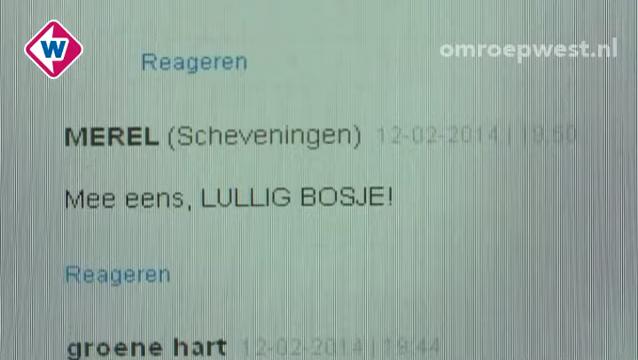 W
omroepwest.nl
Reageren
MEREL (Scheveningen) 12-02-2014 | 19:50
Mee eens, LULLIG BOSJE!
Reageren
groene hart 12-02-2014 | 19:44